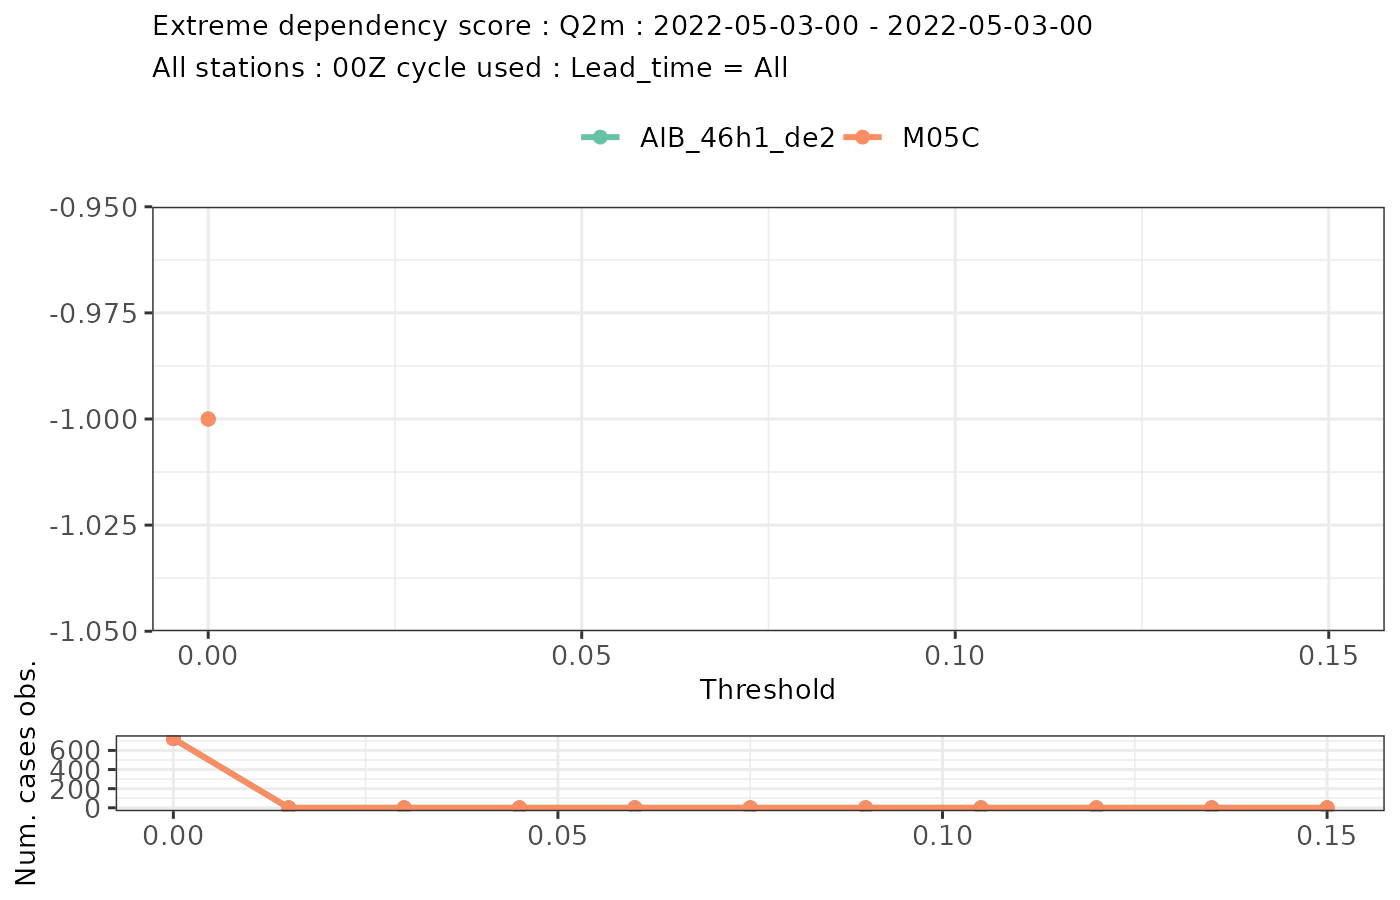 Extreme dependency score : Q2m : 2022-05-03-00 - 2022-05-03-00
All stations : 00Z cycle used : Lead_time = All
AIB_46h1_de2 M05C
-0.950
-0.975
-1.000
-1.025
-1.050
0.00 0.05 0.10 0.15
Threshold
Num. cases obs.
600
400
200
0
0.00 0.05 0.10 0.15